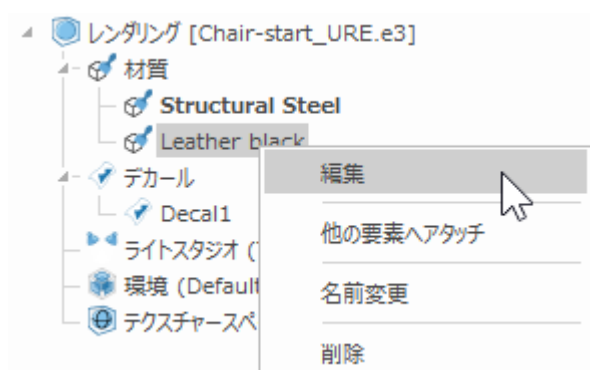 レンダリング [Chair-start_URE.e3]
材質
Structural Steel
Leather black
編集
デカール
Decal1
他の要素へアタッチ
ライトスタジオ (
環境 (Default
名前変更
テクスチャースペ
削除